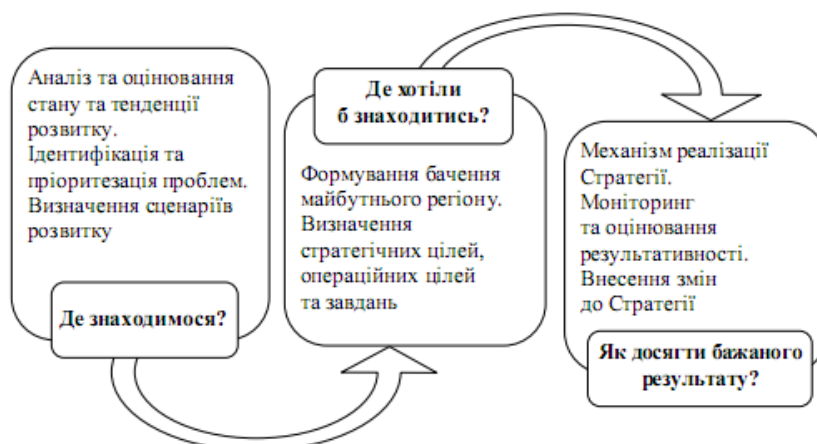 Аналіз та оцінювання
стану та тенденції
розвитку.
Ідентифікація та
пріоритезація проблем.
Визначення сценаріїв
розвитку
Де знаходимося?
Де хотіли
б знаходитись?
Формування бачення
майбутнього регіону.
Визначення
стратегічних цілей,
операційних цілей
та завдань
Механізм реалізації
Стратегії.
Моніторинг
та оцінювання
результативності.
Внесення змін
до Стратегії
Як досягти бажаного
результату?